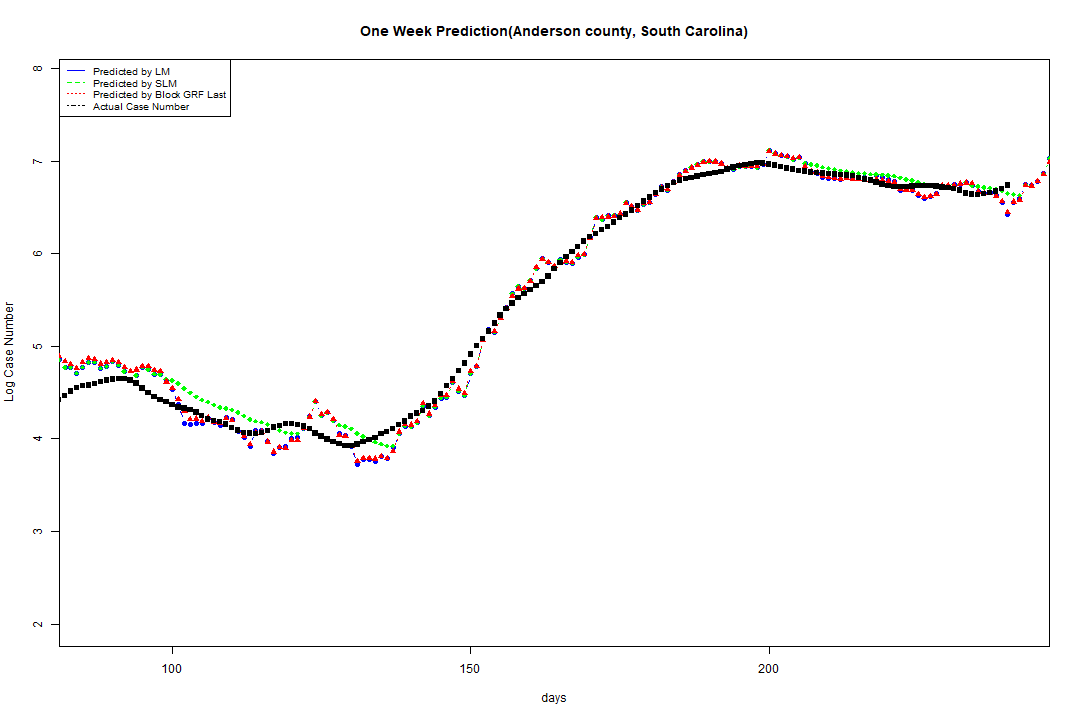 One Week Prediction(Anderson county, South Carolina)
Predicted by LM
Predicted by SLM
Predicted by Block GRF Last
Actual Case Number
8
7
6
5
4
3
2
Log Case Number
100 150 200
days